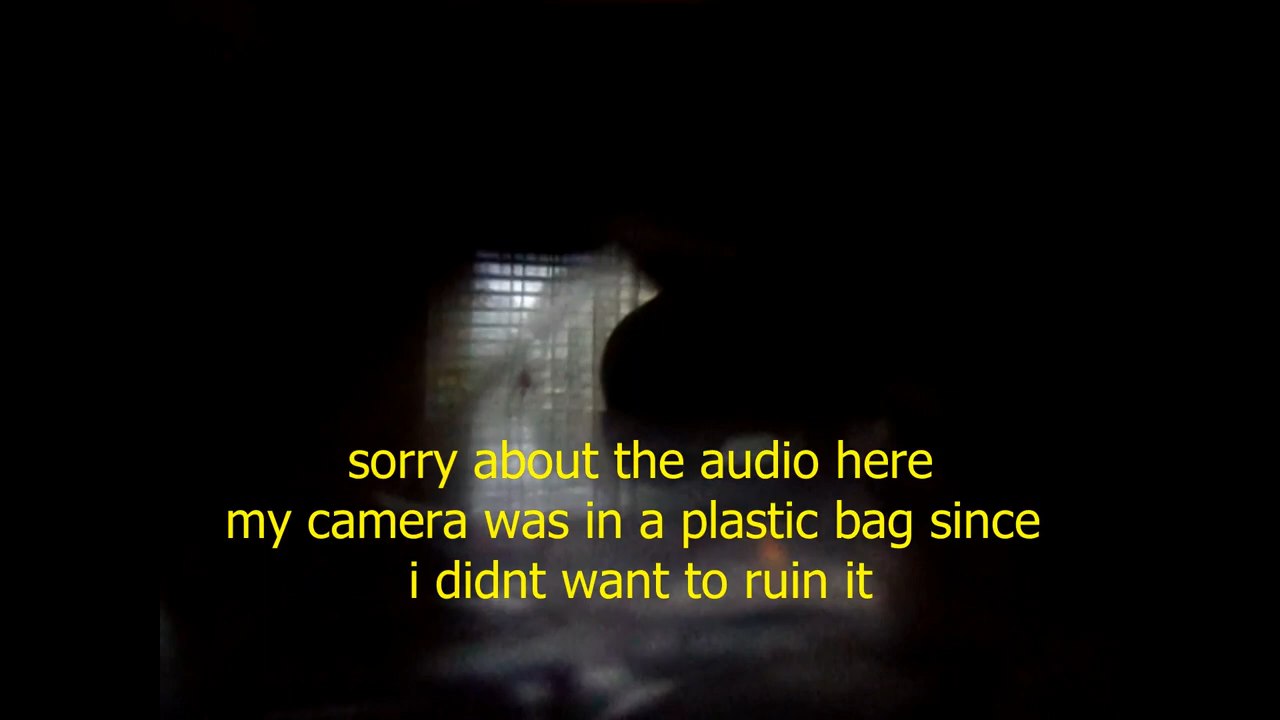 sorry about the audio here
my camera was in a plastic bag since
i didnt want to ruin it